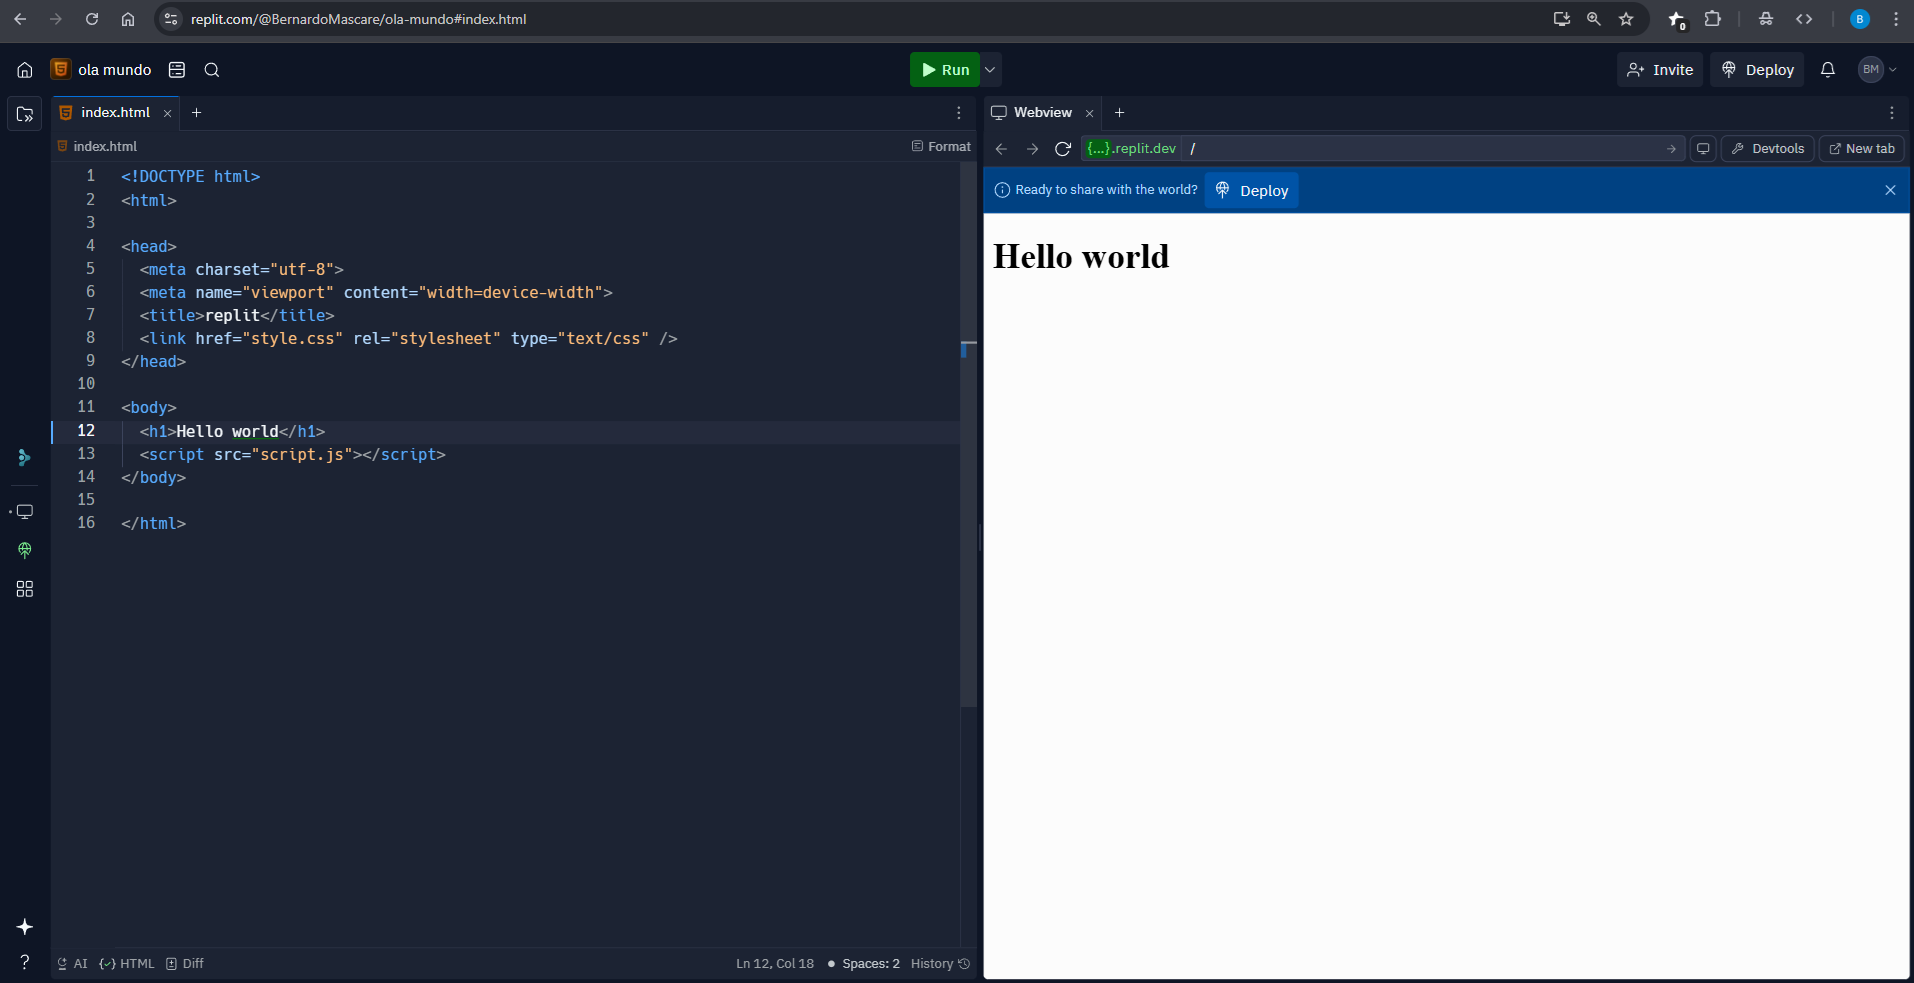 replit.com/@BernardoMascare/ola-mundo#index.html
0
B
ola mundo
Run
Invite
Deploy
BM
index.html
index.html
Format
1 <!DOCTYPE html>
2 <html>
3
4 <head>
5 <meta charset="utf-8">
6 <meta name="viewport" content="width=device-width">
7 <title>replit</title>
8 <link href="style.css" rel="stylesheet" type="text/css" />
9 </head>
10
11 <body>
12 <h1>Hello world</h1>
13 <script src="script.js"></script>
14 </body>
15
16 </html>
AI
HTML
Diff
Ln 12, Col 18
Spaces: 2
History
Webview
{...}.replit.dev /
Devtools
New tab
Ready to share with the world?
Deploy
Hello world